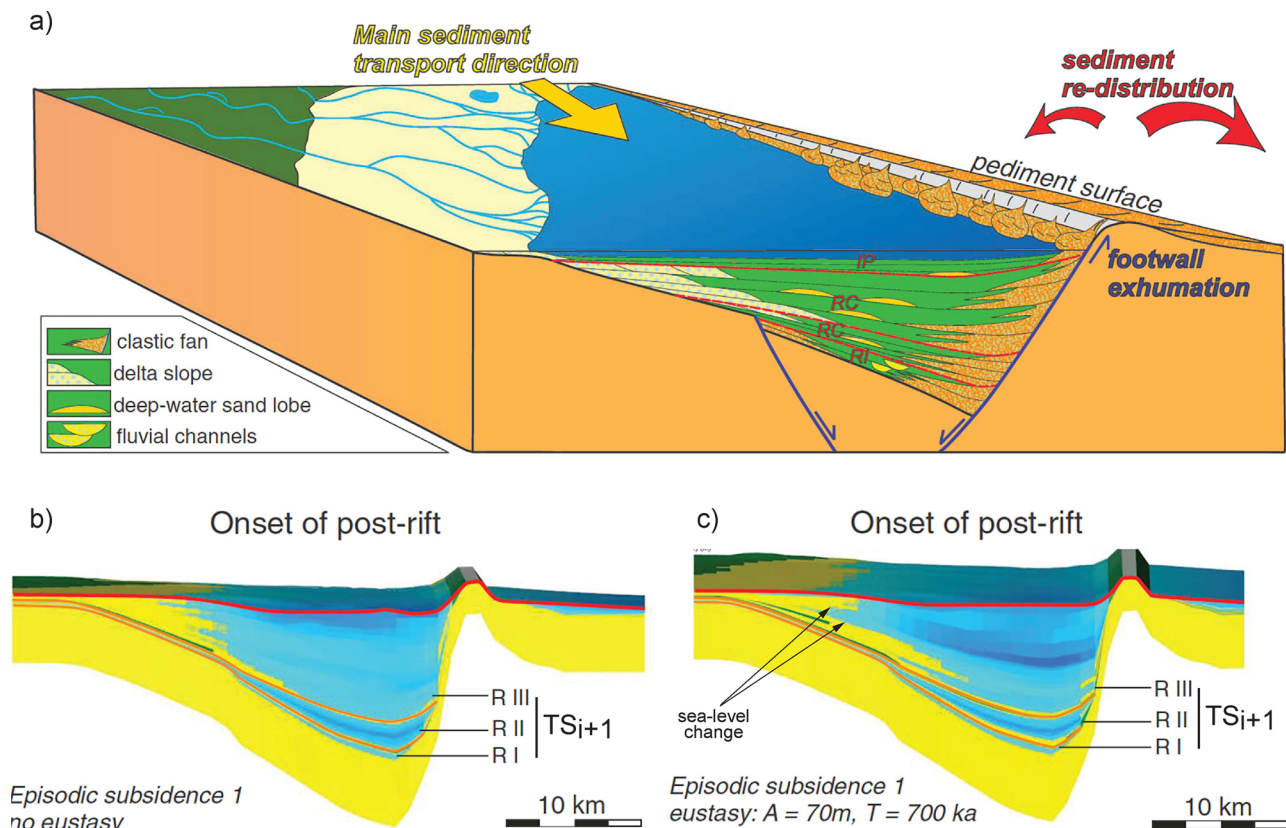 a)
Main sediment
transport direction
sediment
re-distribution
pediment surface
footwall
exhumation
IP
RC
RC
RI
clastic fan
delta slope
deep-water sand lobe
fluvial channels
b)
Onset of post-rift
R III
R II
R I
TSi+1
Episodic subsidence 1
no eustasy
10 km
c)
Onset of post-rift
sea-level
change
R III
R II
R I
TSi+1
Episodic subsidence 1
eustasy: A = 70m, T = 700 ka
10 km